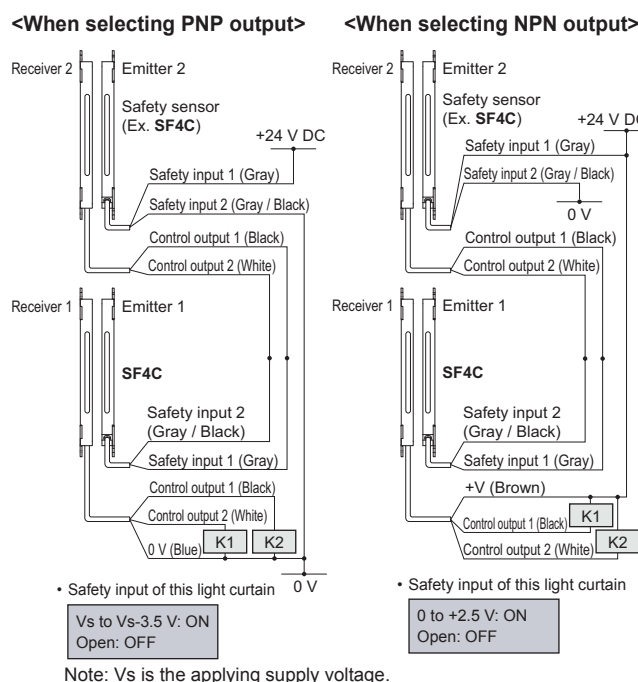 <When selecting PNP output>
Receiver 2
Emitter 2
Safety sensor
(Ex. SF4C)
+24 V DC
Safety input 1 (Gray)
Safety input 2 (Gray / Black)
Control output 1 (Black)
Control output 2 (White)
Receiver 1
Emitter 1
SF4C
Safety input 2
(Gray / Black)
Safety input 1 (Gray)
Control output 1 (Black)
Control output 2 (White)
0 V (Blue)
K1
K2
0 V
• Safety input of this light curtain
Vs to Vs-3.5 V: ON
Open: OFF
Note: Vs is the applying supply voltage.
<When selecting NPN output>
Receiver 2
Emitter 2
Safety sensor
(Ex. SF4C)
+24 V DC
Safety input 1 (Gray)
Safety input 2 (Gray / Black)
0 V
Control output 1 (Black)
Control output 2 (White)
Receiver 1
Emitter 1
SF4C
Safety input 2
(Gray / Black)
Safety input 1 (Gray)
+V (Brown)
K1
Control output 1 (Black)
Control output 2 (White)
K2
• Safety input of this light curtain
0 to +2.5 V: ON
Open: OFF